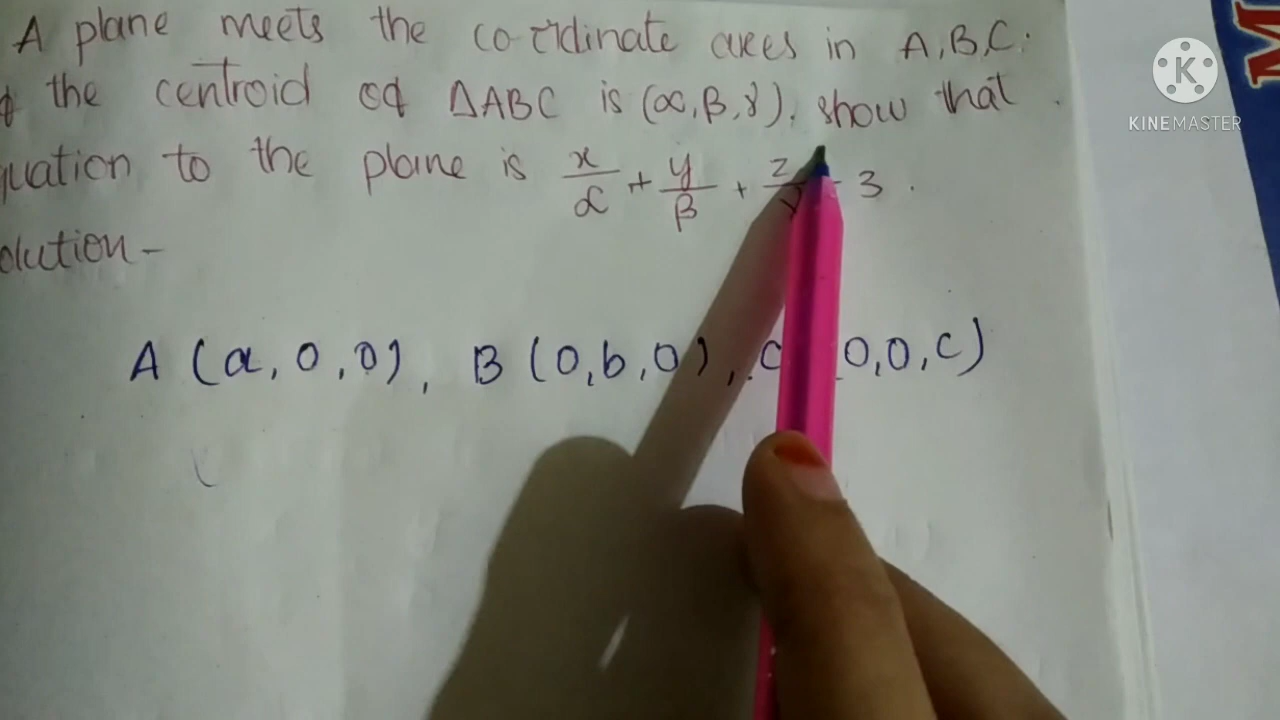 A plane meets the co-ordinate axes in A, B, C.
the centroid of ΔABC is (α, β, γ). show that
quation to the plane is x/α + y/β + z/γ = 3.
olution -
A (a, 0, 0), B (0, b, 0), C (0, 0, c)
(
KINEMASTER
M